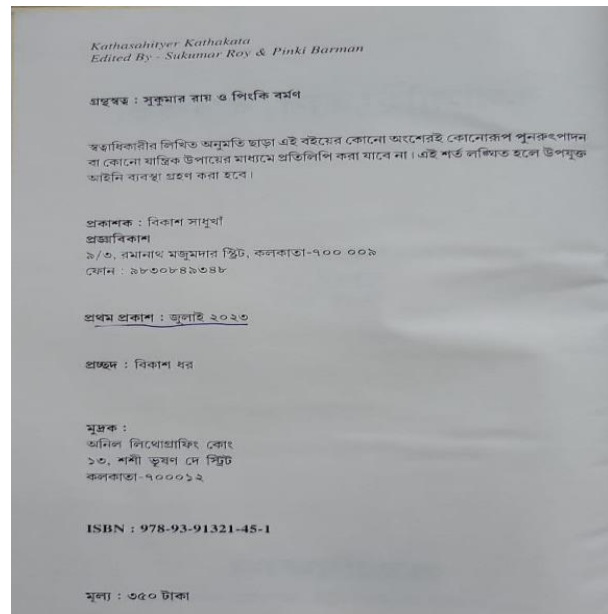 Kathasahityer Kathakata
Edited By - Sukumar Roy & Pinki Barman
গ্রন্থস্বত্ব : সুকুমার রায় ও পিংকি বর্মণ
স্বত্বাধিকারীর লিখিত অনুমতি ছাড়া এই বইয়ের কোনো অংশেরই কোনোরূপ পুনরুৎপাদন
বা কোনো যান্ত্রিক উপায়ের মাধ্যমে প্রতিলিপি করা যাবে না। এই শর্ত লঙ্ঘিত হলে উপযুক্ত
আইনি ব্যবস্থা গ্রহণ করা হবে।
প্রকাশক : বিকাশ সাধুখাঁ
প্রজ্ঞাবিকাশ
৯/৩, রমানাথ মজুমদার স্ট্রিট, কলকাতা-৭০০ ০০৯
ফোন : ৯৮৩০৮৪৯৩৪৮
প্রথম প্রকাশ : জুলাই ২০২৩
প্রচ্ছদ : বিকাশ ধর
মুদ্রক :
অনিল লিথোগ্রাফিং কোং
১৩, শশী ভূষণ দে স্ট্রিট
কলকাতা-৭০০০১২
ISBN : 978-93-91321-45-1
মূল্য : ৩৫০ টাকা